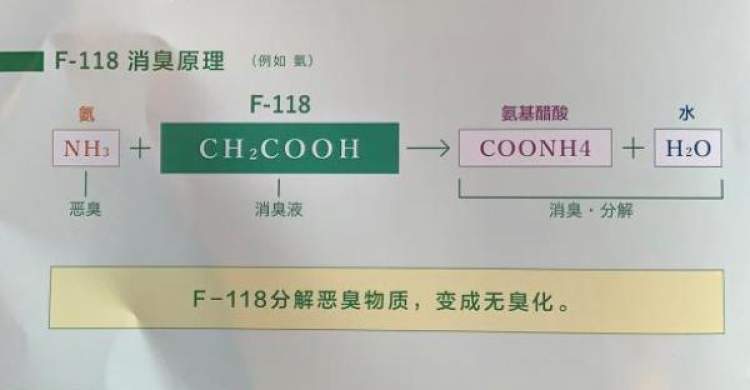 F-118 消臭原理 （例如 氨）
氨 F-118 氨基醋酸 水
NH₃ + CH₂COOH → COONH4 + H₂O
恶臭 消臭液 消臭·分解
F-118分解恶臭物质，变成无臭化。